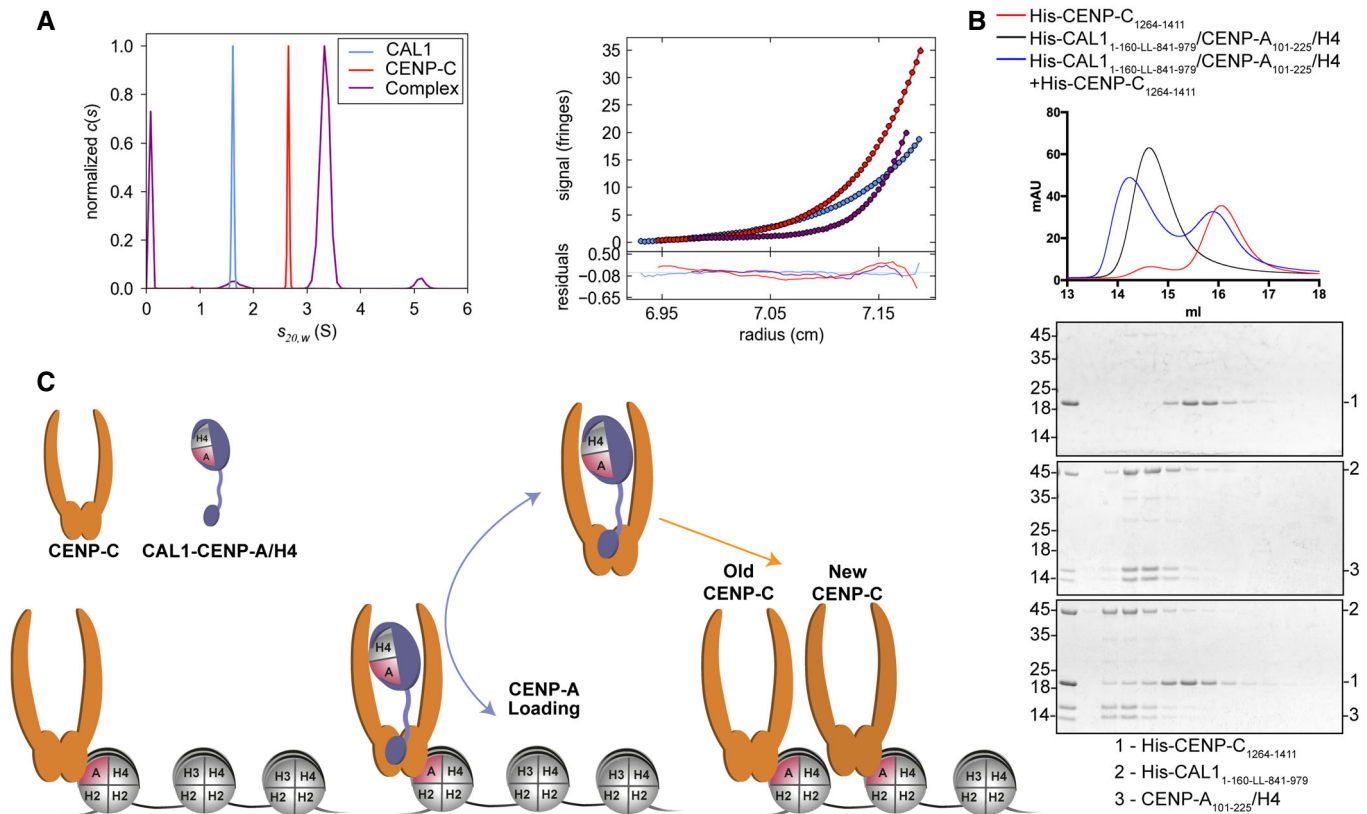 A
normalized c(s)
1.0
0.8
0.6
0.4
0.2
0.0
CAL1
CENP-C
Complex
0 1 2 3 4 5 6
s20,w (S)
signal (fringes)
35
30
25
20
15
10
5
0
residuals
0.50
−0.08
−0.65
6.95 7.05 7.15
radius (cm)
B
His-CENP-C1264-1411
His-CAL11-160-LL-841-979/CENP-A101-225/H4
His-CAL11-160-LL-841-979/CENP-A101-225/H4
+His-CENP-C1264-1411
mAU
80
60
40
20
0
13 14 15 16 17 18
ml
45
35
25
18
14
-1
45
35
25
18
14
-2
-3
45
35
25
18
14
-2
-1
-3
1 - His-CENP-C1264-1411
2 - His-CAL11-160-LL-841-979
3 - CENP-A101-225/H4
C
H4
A
CENP-C
CAL1-CENP-A/H4
H4
A
Old
CENP-C
New
CENP-C
H4
A
CENP-A
Loading
A H4
H2 H2
H3 H4
H2 H2
H3 H4
H2 H2
A H4
H2 H2
H3 H4
H2 H2
H3 H4
H2 H2
A H4
H2 H2
A H4
H2 H2
H3 H4
H2 H2